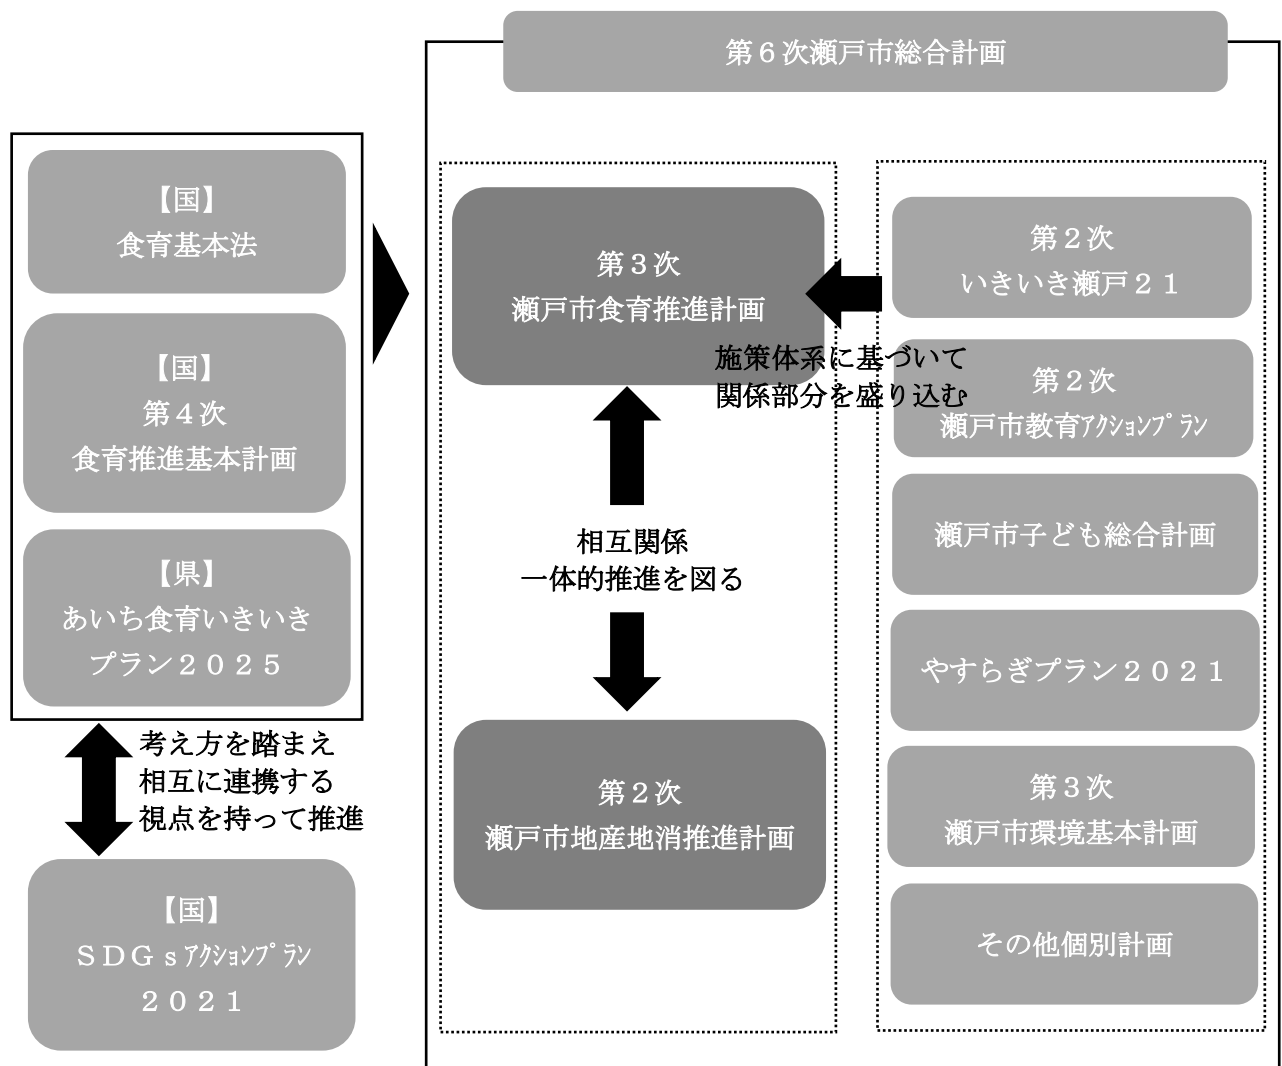 第６次瀬戸市総合計画
【国】
食育基本法
【国】
第４次
食育推進基本計画
【県】
あいち食育いきいき
プラン２０２５
考え方を踏まえ
相互に連携する
視点を持って推進
【国】
ＳＤＧｓｱｸｼｮﾝﾌﾟﾗﾝ
２０２１
第３次
瀬戸市食育推進計画
施策体系に基づいて
関係部分を盛り込む
相互関係
一体的推進を図る
第２次
瀬戸市地産地消推進計画
第２次
いきいき瀬戸２１
第２次
瀬戸市教育ｱｸｼｮﾝﾌﾟﾗﾝ
瀬戸市子ども総合計画
やすらぎプラン２０２１
第３次
瀬戸市環境基本計画
その他個別計画